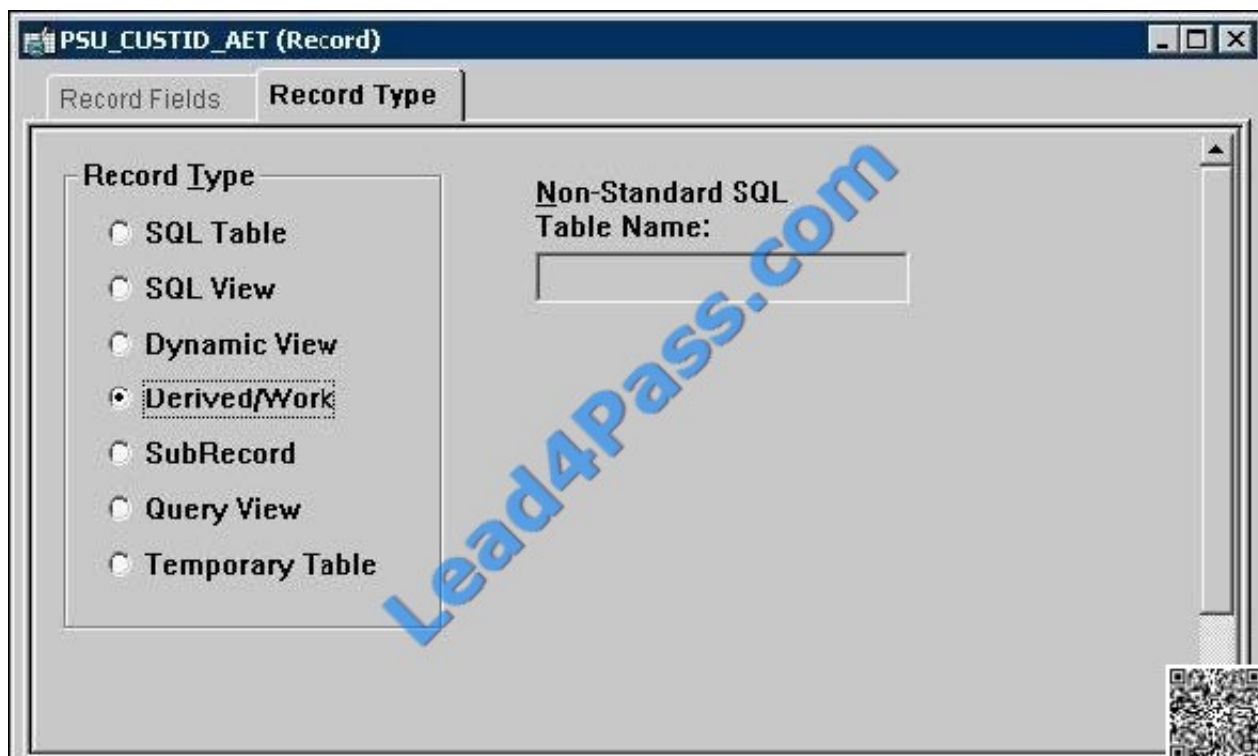 PSU_CUSTID_AET (Record)
Record Fields
Record Type
Record Type
SQL Table
SQL View
Dynamic View
Derived/Work
SubRecord
Query View
Temporary Table
Non-Standard SQL
Table Name:
Lead4Pass.com